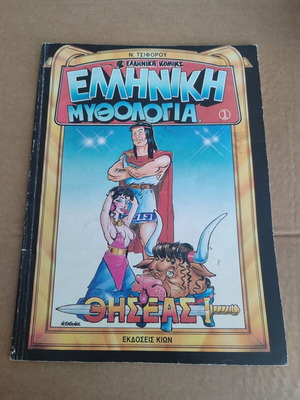 Ν. ΤΣΙΦΟΡΟΥ
ΕΛΛΗΝΙΚΑ ΚΟΜΙΚΣ
ΕΛΛΗΝΙΚΗ
ΜΥΘΟΛΟΓΙΑ
1
ΘΗΣΕΑΣ
ΕΚΔΟΣΕΙΣ ΚΙΩΝ